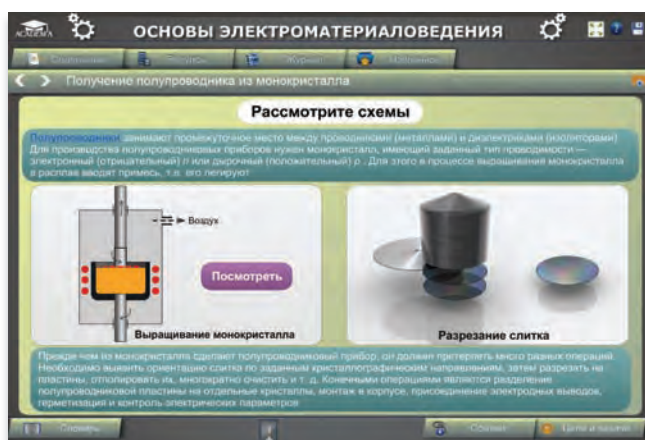 ACADEMA
ОСНОВЫ ЭЛЕКТРОМАТЕРИАЛОВЕДЕНИЯ
Журнал
Получение полупроводника из монокристалла
Рассмотрите схемы
Полупроводники занимают промежуточное место между проводниками (металлами) и диэлектриками (изоляторами).
Для производства полупроводниковых приборов нужен монокристалл, имеющий заданный тип проводимости —
электронный (отрицательный) n или дырочный (положительный) p . Для этого в процессе выращивания монокристалла
в расплав вводят примесь, т.е. его легируют
Воздух
Посмотреть
Выращивание монокристалла
Разрезание слитка
Прежде чем из монокристалла сделают полупроводниковый прибор, он должен претерпеть много разных операций.
Необходимо выявить ориентацию слитка по заданным кристаллографическим направлениям, затем разрезать на
пластины, отполировать их, многократно очистить и т. д. Конечными операциями являются разделение
полупроводниковой пластины на отдельные кристаллы, монтаж в корпусе, присоединение электродных выводов,
герметизация и контроль электрических параметров
Словарь
Цели и задачи